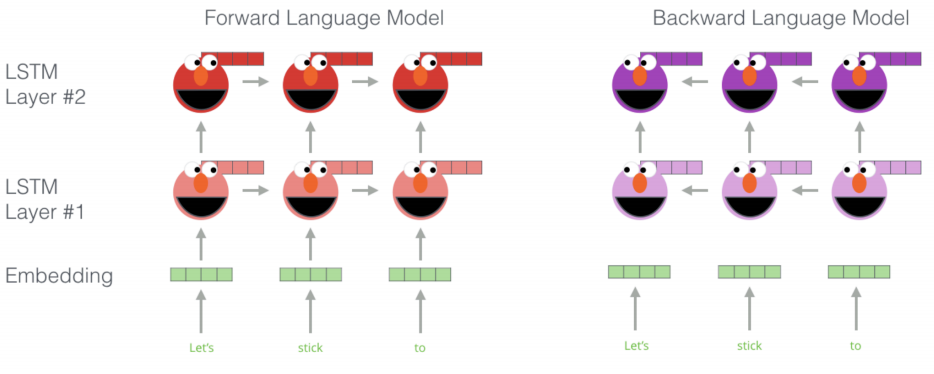 Forward Language Model
Backward Language Model
LSTM
Layer #2
LSTM
Layer #1
Embedding
Let's
stick
to
Let's
stick
to